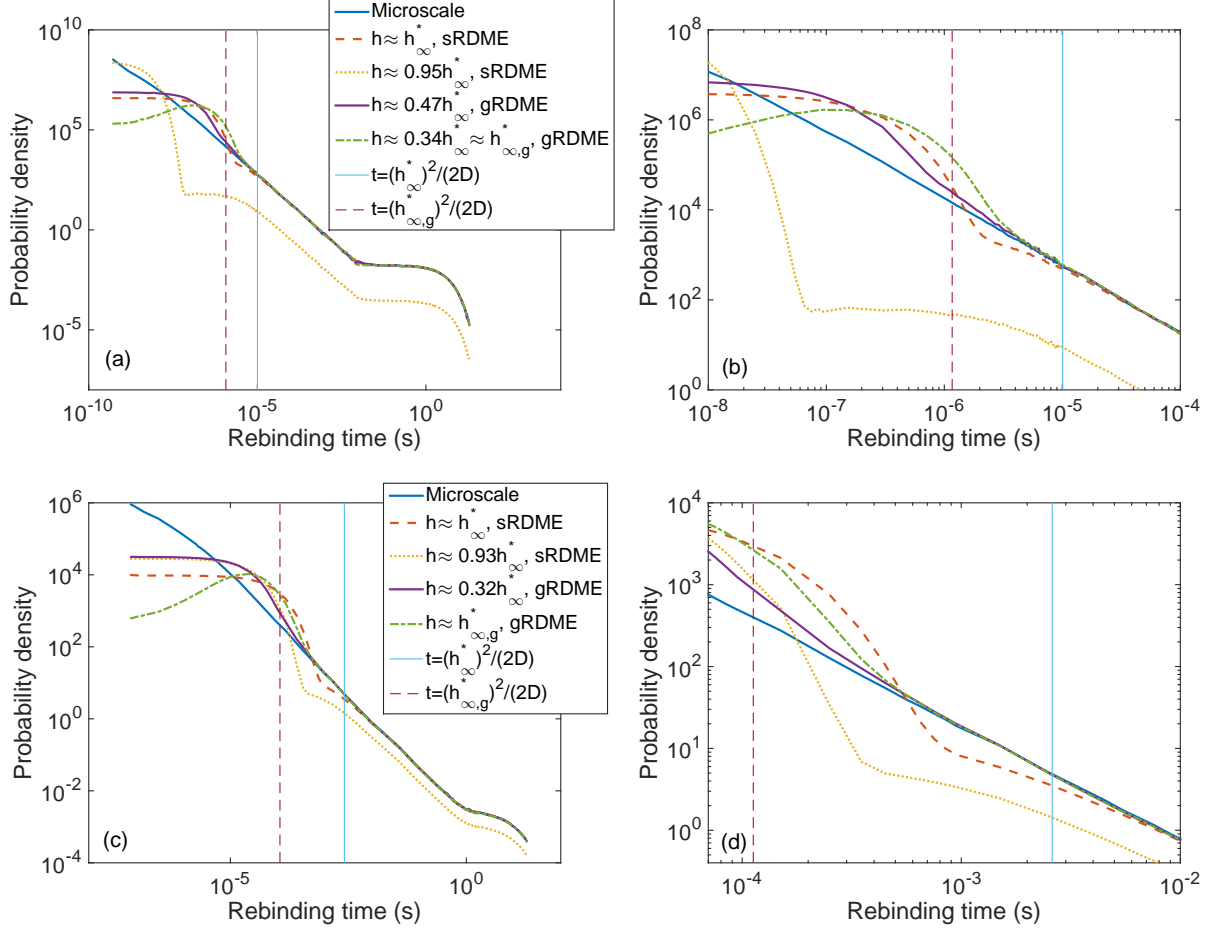 10^10
10^5
10^0
10^-5
Probability density
(a)
10^-10
10^-5
10^0
Rebinding time (s)
Microscale
h≈ h*_∞, sRDME
h≈ 0.95h*_∞, sRDME
h≈ 0.47h*_∞, gRDME
h≈ 0.34h*_∞≈ h*_∞,g, gRDME
t=(h*_∞)^2/(2D)
t=(h*_∞,g)^2/(2D)
10^8
10^6
10^4
10^2
10^0
Probability density
(b)
10^-8
10^-7
10^-6
10^-5
10^-4
Rebinding time (s)
10^6
10^4
10^2
10^0
10^-2
10^-4
Probability density
(c)
10^-5
10^0
Rebinding time (s)
Microscale
h≈ h*_∞, sRDME
h≈ 0.93h*_∞, sRDME
h≈ 0.32h*_∞, gRDME
h≈ h*_∞,g, gRDME
t=(h*_∞)^2/(2D)
t=(h*_∞,g)^2/(2D)
10^4
10^3
10^2
10^1
10^0
Probability density
(d)
10^-4
10^-3
10^-2
Rebinding time (s)